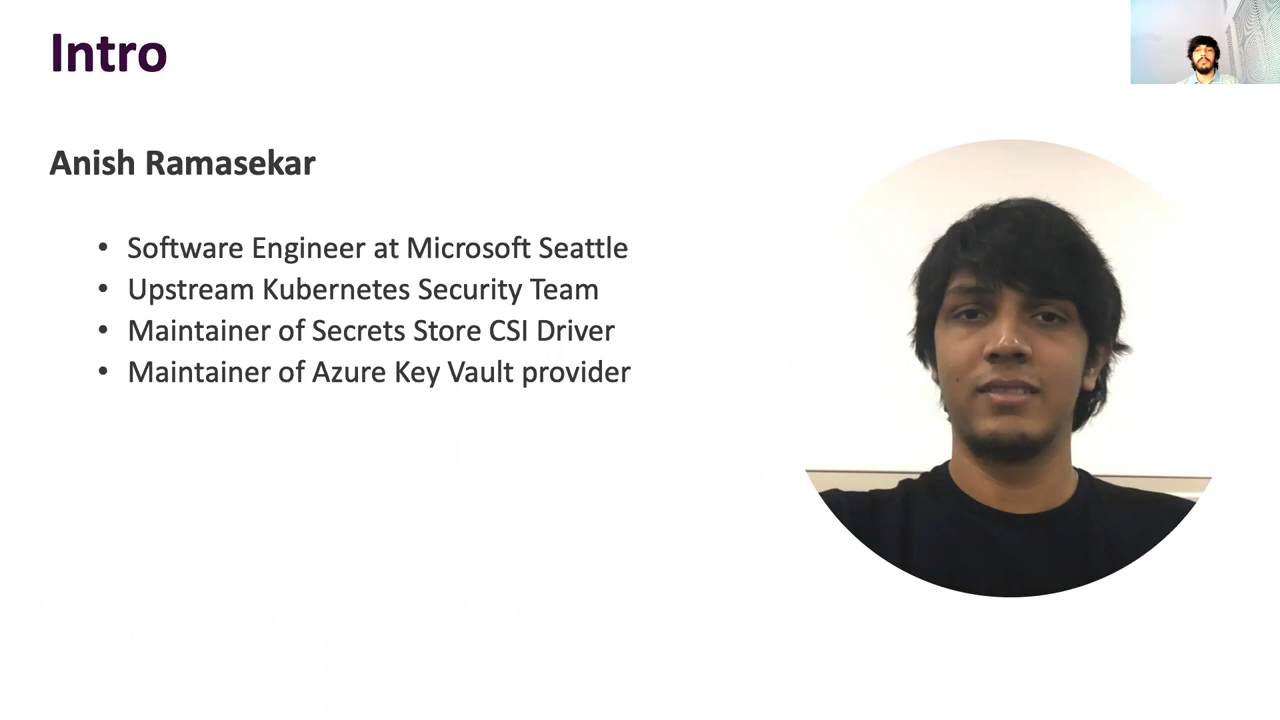 Intro
Anish Ramasekar
• Software Engineer at Microsoft Seattle
• Upstream Kubernetes Security Team
• Maintainer of Secrets Store CSI Driver
• Maintainer of Azure Key Vault provider